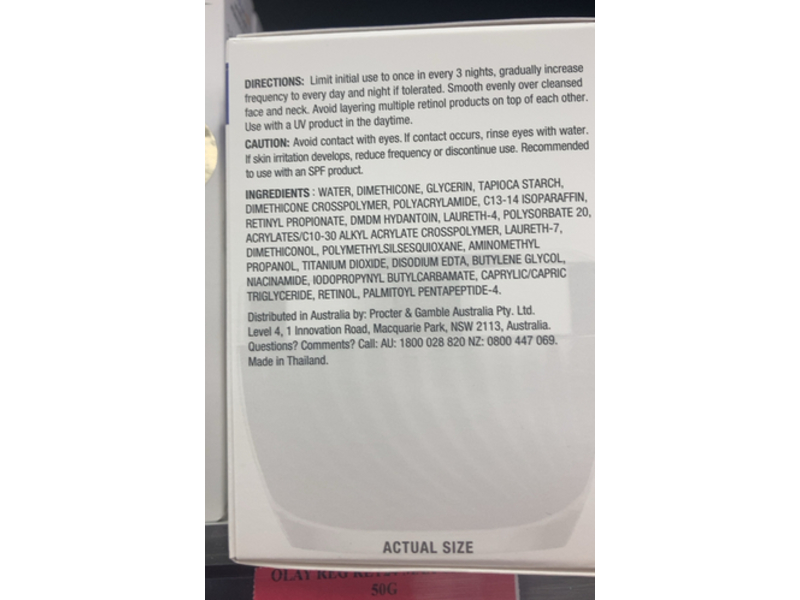 DIRECTIONS: Limit initial use to once in every 3 nights, gradually increase
frequency to every day and night if tolerated. Smooth evenly over cleansed
face and neck. Avoid layering multiple retinol products on top of each other.
Use with a UV product in the daytime.
CAUTION: Avoid contact with eyes. If contact occurs, rinse eyes with water.
If skin irritation develops, reduce frequency or discontinue use. Recommended
to use with an SPF product.
INGREDIENTS : WATER, DIMETHICONE, GLYCERIN, TAPIOCA STARCH,
DIMETHICONE CROSSPOLYMER, POLYACRYLAMIDE, C13-14 ISOPARAFFIN,
RETINYL PROPIONATE, DMDM HYDANTOIN, LAURETH-4, POLYSORBATE 20,
ACRYLATES/C10-30 ALKYL ACRYLATE CROSSPOLYMER, LAURETH-7,
DIMETHICONOL, POLYMETHYLSILSESQUIOXANE, AMINOMETHYL
PROPANOL, TITANIUM DIOXIDE, DISODIUM EDTA, BUTYLENE GLYCOL,
NIACINAMIDE, IODOPROPYNYL BUTYLCARBAMATE, CAPRYLIC/CAPRIC
TRIGLYCERIDE, RETINOL, PALMITOYL PENTAPEPTIDE-4.
Distributed in Australia by: Procter & Gamble Australia Pty. Ltd.
Level 4, 1 Innovation Road, Macquarie Park, NSW 2113, Australia.
Questions? Comments? Call: AU: 1800 028 820 NZ: 0800 447 069.
Made in Thailand.
ACTUAL SIZE
OLAY REG
50G